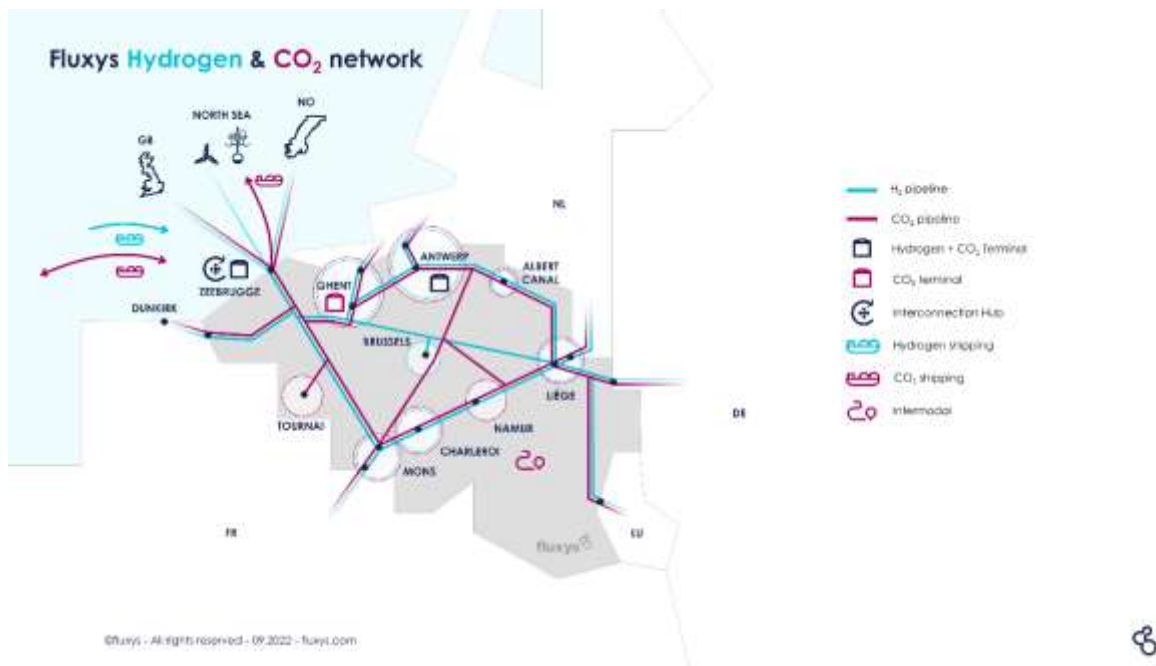 Fluxys Hydrogen & CO₂ network
NO
NORTH SEA
GB
NL
ANTWERP
ALBERT
CANAL
GHENT
ZEEBRUGGE
DUNKIRK
BRUSSELS
LIÈGE
DE
TOURNAI
NAMUR
CHARLEROI
MONS
FR
LU
fluxys
H₂ pipeline
CO₂ pipeline
Hydrogen + CO₂ Terminal
CO₂ terminal
Interconnection Hub
Hydrogen shipping
CO₂ shipping
Intermodal
©fluxys - All rights reserved - 09.2022 - fluxys.com